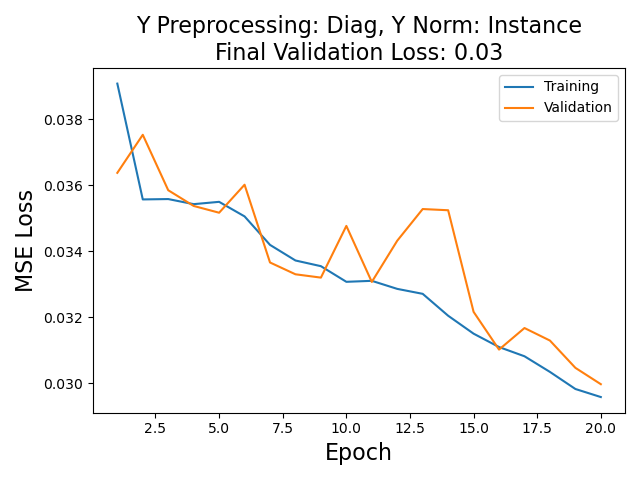 Y Preprocessing: Diag, Y Norm: Instance
Final Validation Loss: 0.03
Training
Validation
0.038
0.036
0.034
0.032
0.030
MSE Loss
2.5
5.0
7.5
10.0
12.5
15.0
17.5
20.0
Epoch